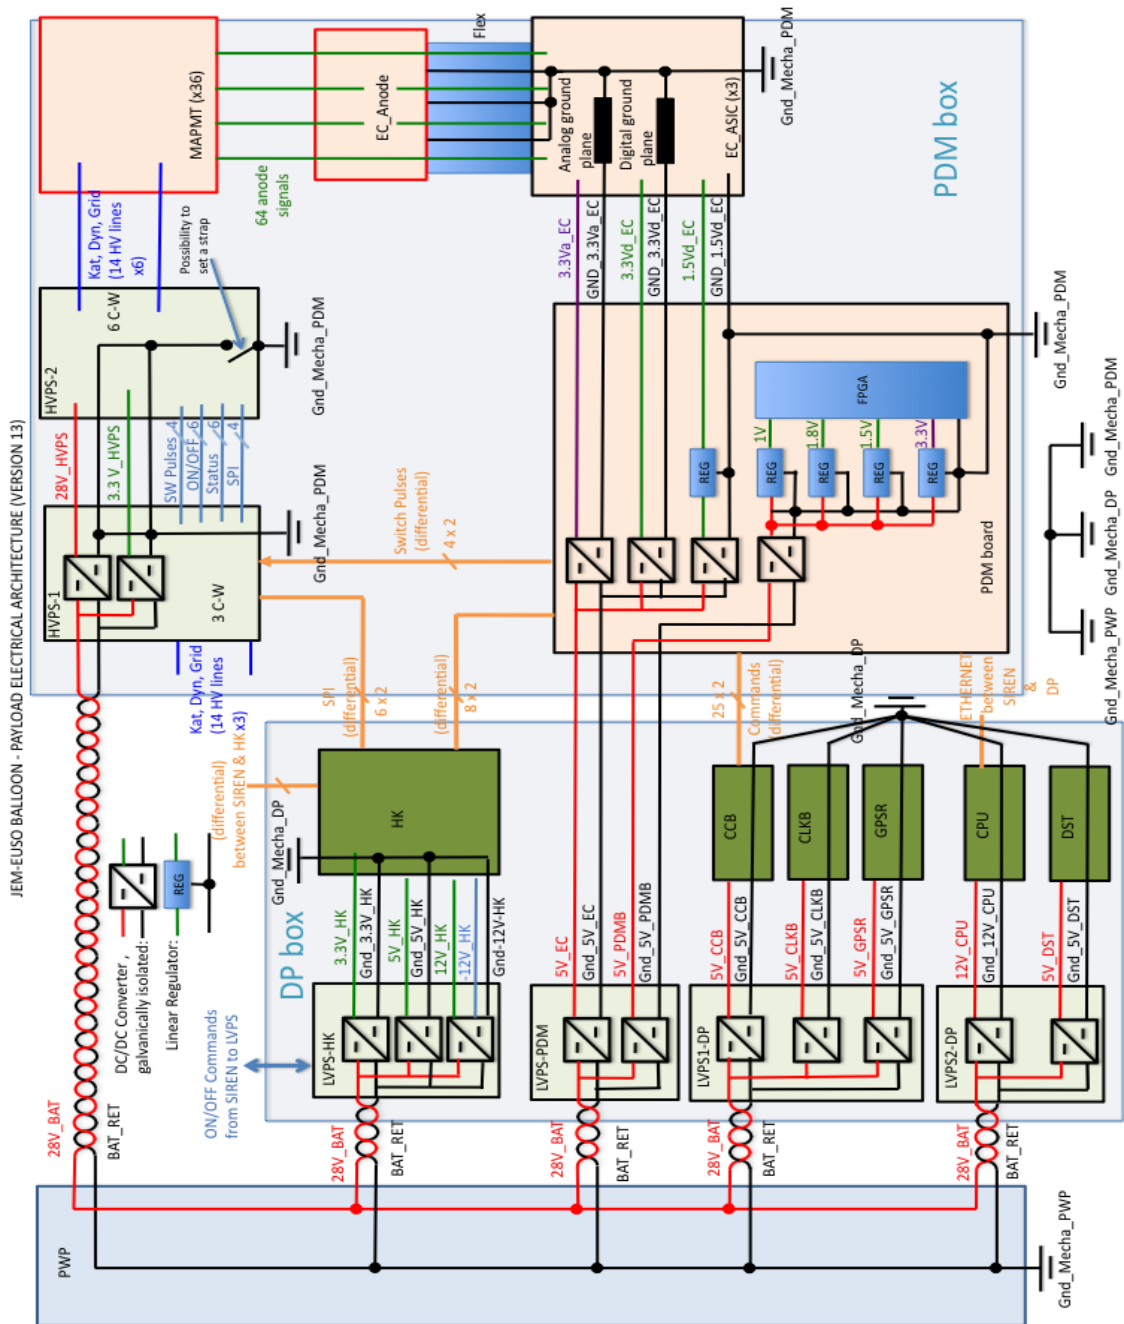 JEM-EUSO BALLOON - PAYLOAD ELECTRICAL ARCHITECTURE (VERSION 13)
PWP
Gnd_Mecha_PWP
28V_BAT
BAT_RET
28V_BAT
BAT_RET
28V_BAT
BAT_RET
28V_BAT
BAT_RET
28V_BAT
BAT_RET
DC/DC Converter ,
galvanically isolated:
Linear Regulator:
REG
ON/OFF Commands
from SIREN to LVPS
DP box
LVPS-HK
3.3V_HK
Gnd_3.3V_HK
5V_HK
Gnd_5V_HK
12V_HK
-12V_HK
Gnd-12V-HK
HK
Gnd_Mecha_DP
(differential)
between SIREN & HK
LVPS-PDM
5V_EC
Gnd_5V_EC
5V_PDMB
Gnd_5V_PDMB
LVPS1-DP
5V_CCB
Gnd_5V_CCB
5V_CLKB
Gnd_5V_CLKB
5V_GPSR
Gnd_5V_GPSR
LVPS2-DP
12V_CPU
Gnd_12V_CPU
5V_DST
Gnd_5V_DST
CCB
CLKB
GPSR
CPU
DST
Gnd_Mecha_DP
25 x 2
Commands
(differential)
ETHERNET
between
SIREN
& DP
SPI
(differential)
6 x 2
(differential)
8 x 2
Switch Pulses
(differential)
4 x 2
HVPS-1
3 C-W
Kat, Dyn, Grid
(14 HV lines
x3)
Gnd_Mecha_PDM
28V_HVPS
3.3 V_HVPS
SW Pulses
4
ON/OFF
6
Status
6
SPI
4
HVPS-2
6 C-W
Gnd_Mecha_PDM
Kat, Dyn, Grid
(14 HV lines
x6)
Possibility to
set a strap
MAPMT (x36)
64 anode
signals
EC_Anode
Flex
Analog ground
plane
Digital ground
plane
EC_ASIC (x3)
Gnd_Mecha_PDM
PDM box
3.3Va_EC
GND_3.3Va_EC
3.3Vd_EC
GND_3.3Vd_EC
1.5Vd_EC
GND_1.5Vd_EC
PDM board
REG
REG
REG
REG
REG
1V
1.8V
1.5V
3.3V
FPGA
Gnd_Mecha_PDM
Gnd_Mecha_PWP
Gnd_Mecha_DP
Gnd_Mecha_PDM